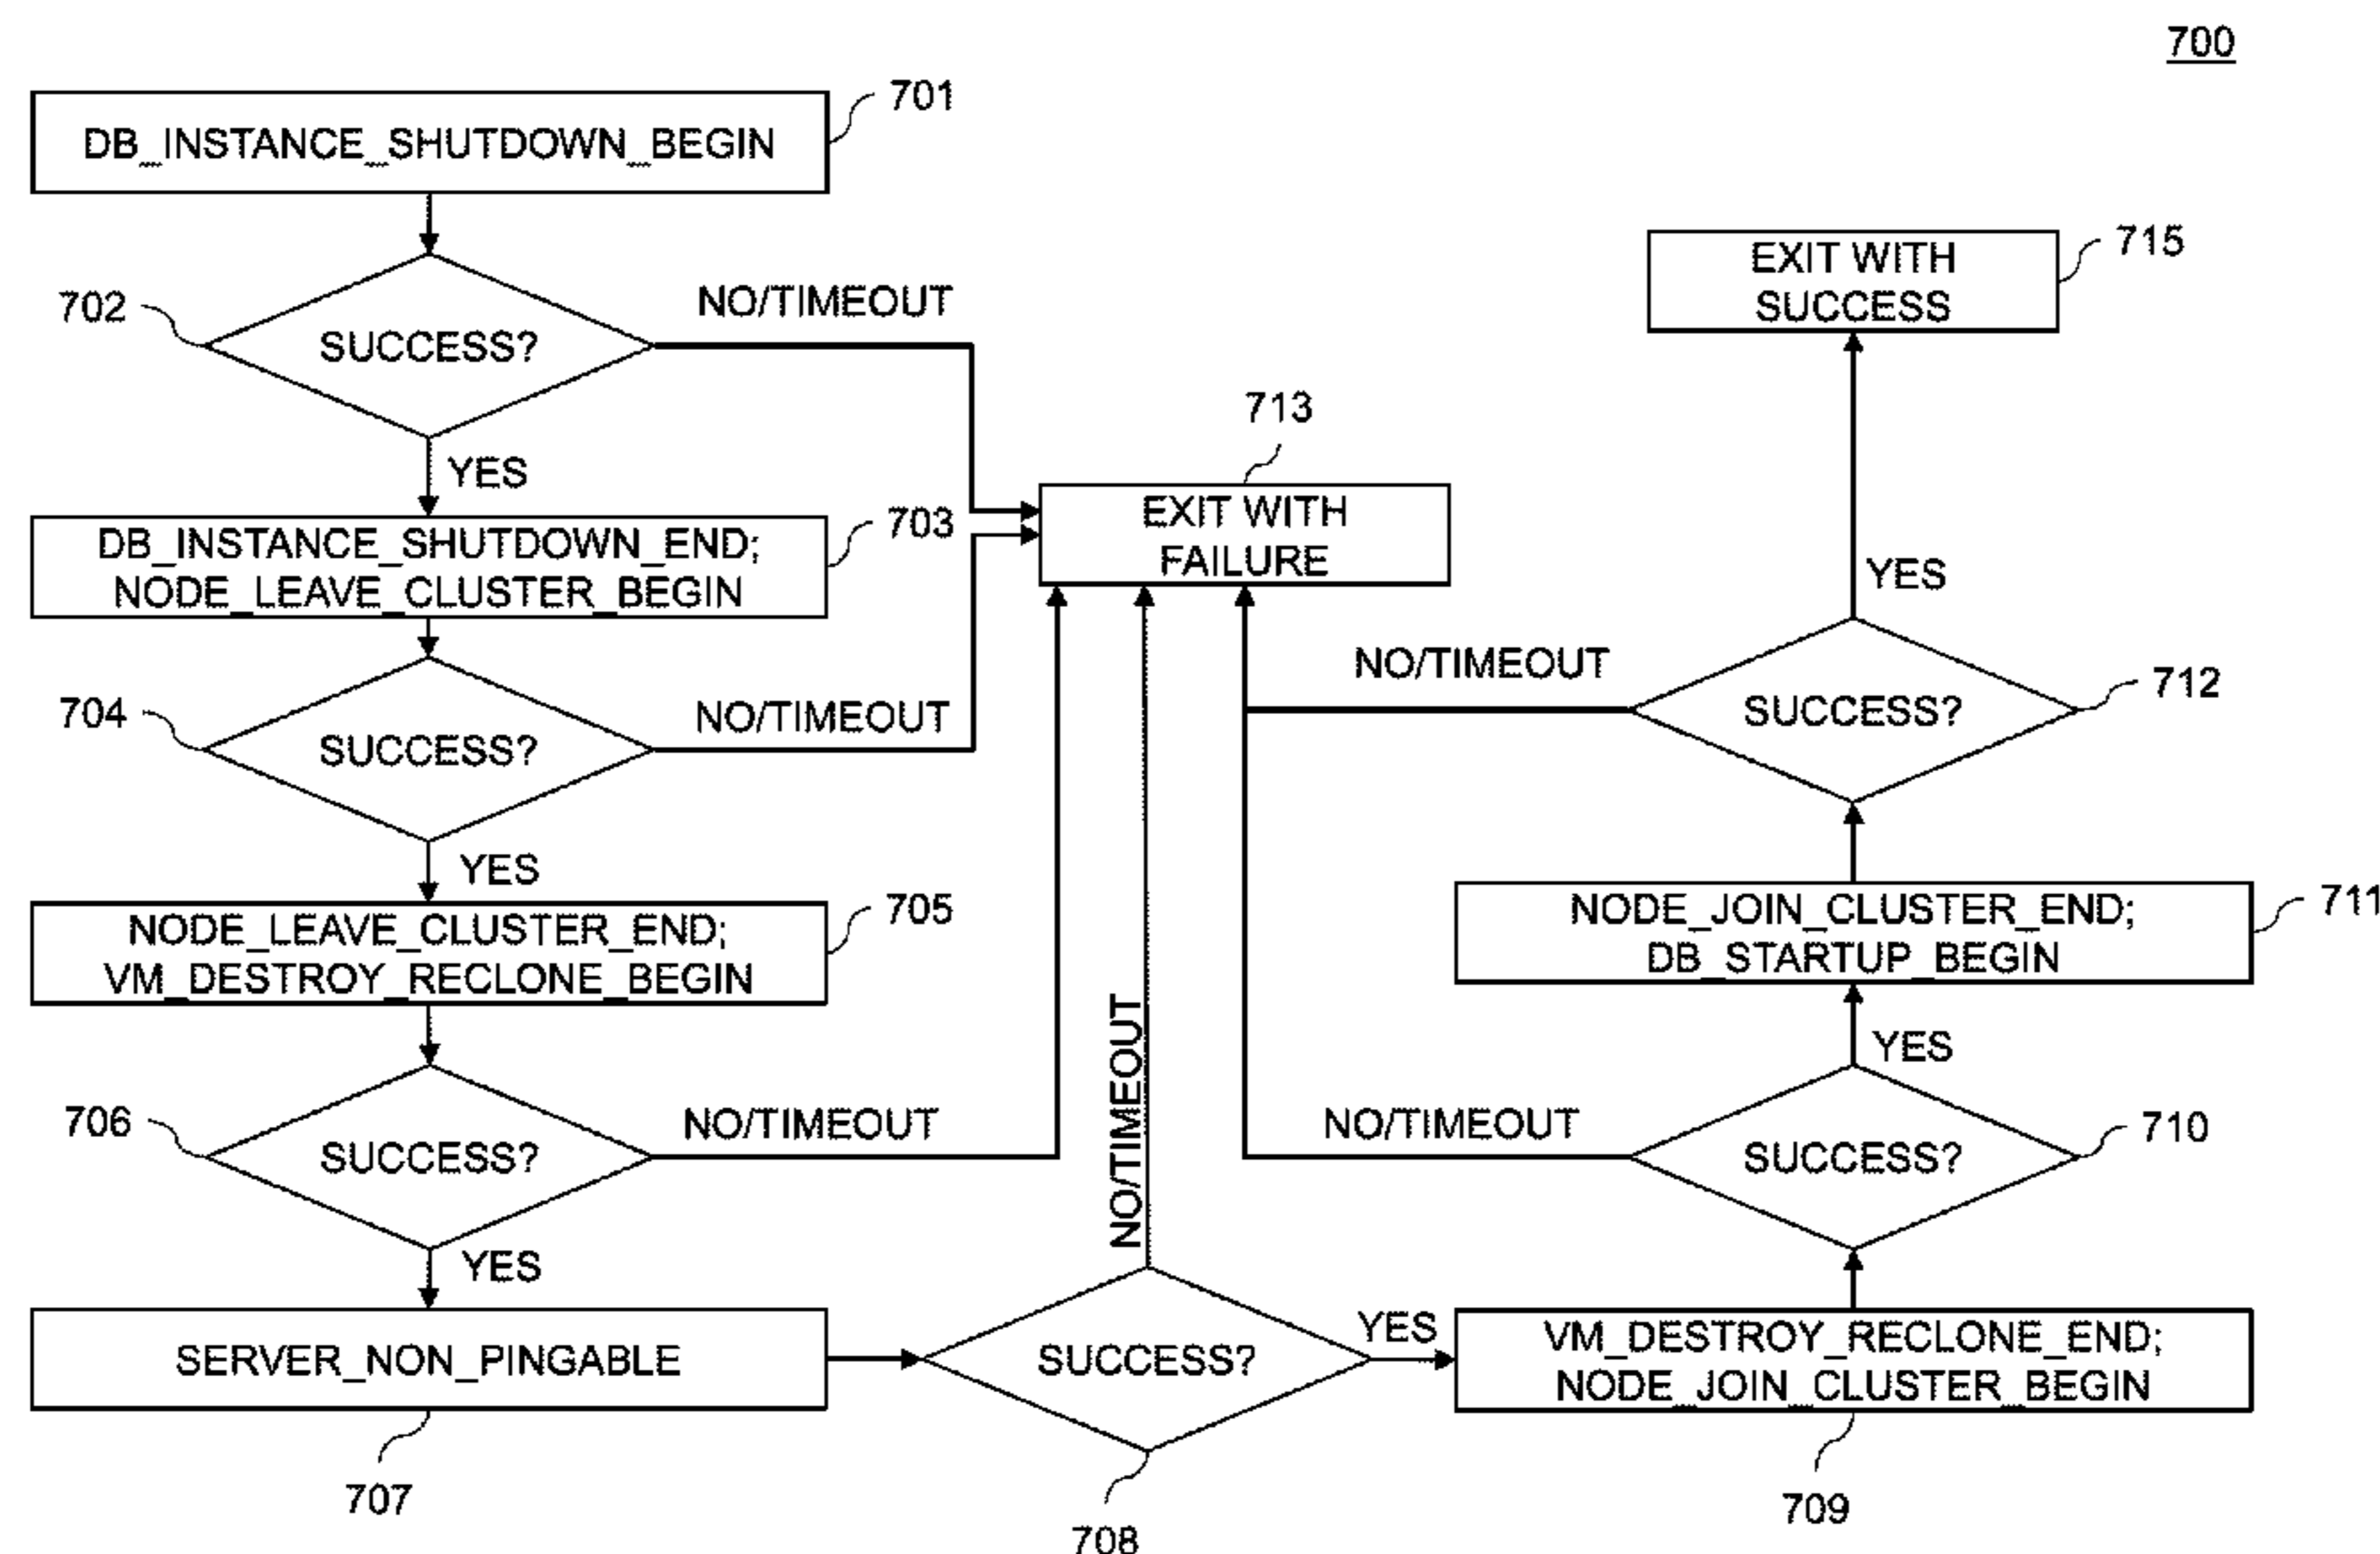 700
DB_INSTANCE_SHUTDOWN_BEGIN
701
702
SUCCESS?
NO/TIMEOUT
YES
DB_INSTANCE_SHUTDOWN_END;
NODE_LEAVE_CLUSTER_BEGIN
703
704
SUCCESS?
NO/TIMEOUT
YES
NODE_LEAVE_CLUSTER_END;
VM_DESTROY_RECLONE_BEGIN
705
706
SUCCESS?
NO/TIMEOUT
YES
SERVER_NON_PINGABLE
707
SUCCESS?
708
NO/TIMEOUT
YES
VM_DESTROY_RECLONE_END;
NODE_JOIN_CLUSTER_BEGIN
709
SUCCESS?
710
NO/TIMEOUT
YES
NODE_JOIN_CLUSTER_END;
DB_STARTUP_BEGIN
711
SUCCESS?
712
NO/TIMEOUT
YES
713
EXIT WITH
FAILURE
EXIT WITH
SUCCESS
715